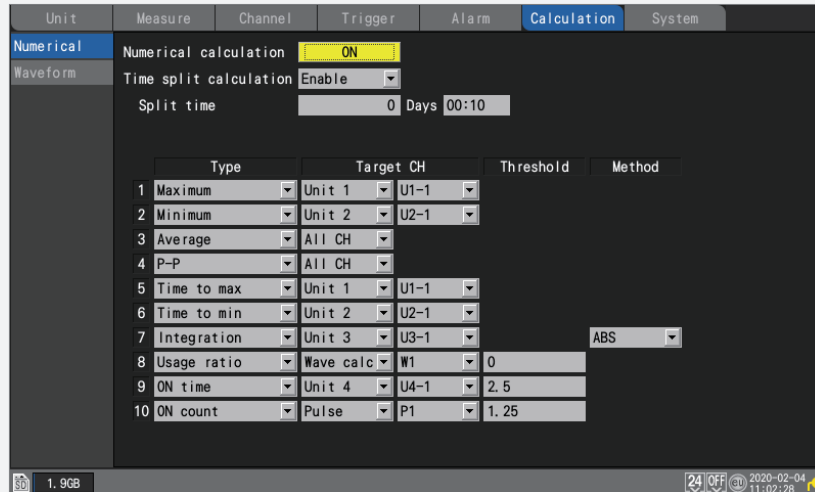 Unit Measure Channel Trigger Alarm Calculation System
Numerical
Waveform
Numerical calculation ON
Time split calculation Enable
Split time 0 Days 00:10
Type Target CH Threshold Method
1 Maximum Unit 1 U1-1
2 Minimum Unit 2 U2-1
3 Average All CH
4 P-P All CH
5 Time to max Unit 1 U1-1
6 Time to min Unit 2 U2-1
7 Integration Unit 3 U3-1 ABS
8 Usage ratio Wave calc W1 0
9 ON time Unit 4 U4-1 2.5
10 ON count Pulse P1 1.25
SD 1.9GB 24 OFF 2020-02-04
11:02:28